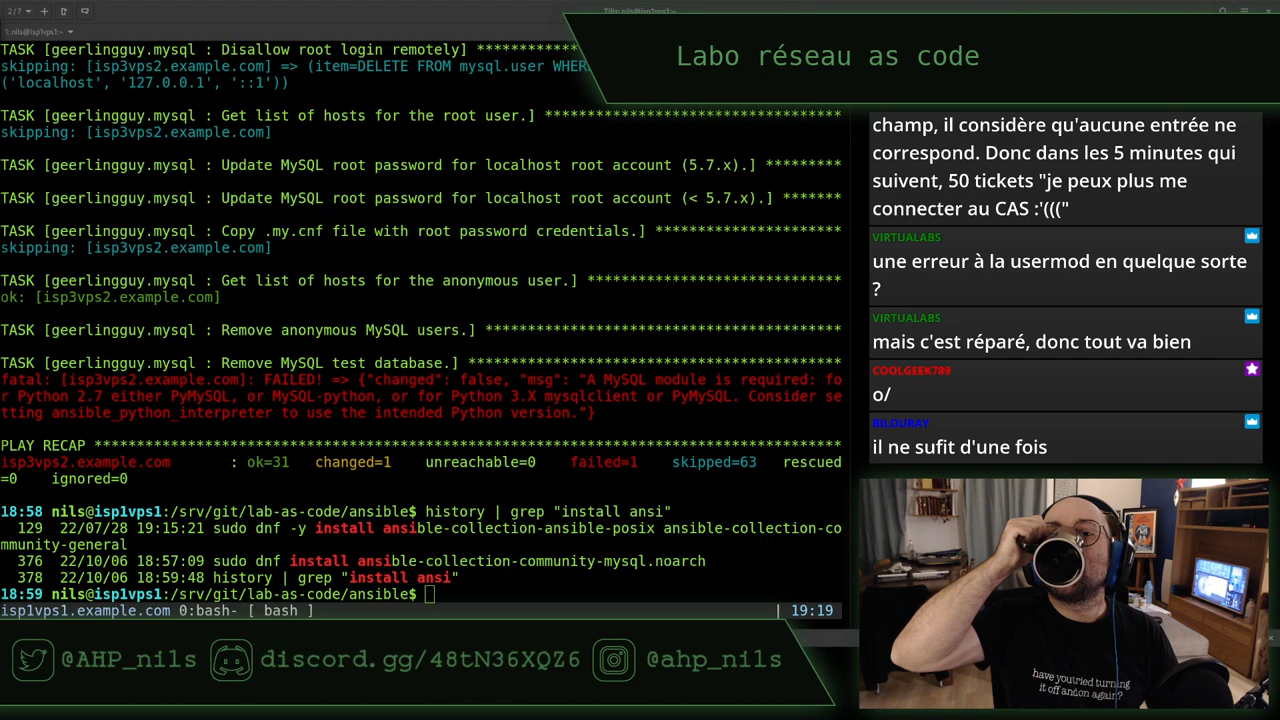 2/7
Tilix: nils@isp1vps1:~
1: nils@isp1vps1:~
Labo réseau as code
TASK [geerlingguy.mysql : Disallow root login remotely] ************
skipping: [isp3vps2.example.com] => (item=DELETE FROM mysql.user WHER
('localhost', '127.0.0.1', '::1'))
TASK [geerlingguy.mysql : Get list of hosts for the root user.] ***********************************
skipping: [isp3vps2.example.com]
TASK [geerlingguy.mysql : Update MySQL root password for localhost root account (5.7.x).] *********
TASK [geerlingguy.mysql : Update MySQL root password for localhost root account (< 5.7.x).] *******
TASK [geerlingguy.mysql : Copy .my.cnf file with root password credentials.] **********************
skipping: [isp3vps2.example.com]
TASK [geerlingguy.mysql : Get list of hosts for the anonymous user.] ******************************
ok: [isp3vps2.example.com]
TASK [geerlingguy.mysql : Remove anonymous MySQL users.] ******************************************
TASK [geerlingguy.mysql : Remove MySQL test database.] ********************************************
fatal: [isp3vps2.example.com]: FAILED! => {"changed": false, "msg": "A MySQL module is required: fo
r Python 2.7 either PyMySQL, or MySQL-python, or for Python 3.X mysqlclient or PyMySQL. Consider se
tting ansible_python_interpreter to use the intended Python version."}
PLAY RECAP ****************************************************************************************
isp3vps2.example.com       : ok=31   changed=1    unreachable=0    failed=1    skipped=63   rescued
=0    ignored=0
18:58 nils@isp1vps1:/srv/git/lab-as-code/ansible$ history | grep "install ansi"
129  22/07/28 19:15:21 sudo dnf -y install ansible-collection-ansible-posix ansible-collection-co
mmunity-general
376  22/10/06 18:57:09 sudo dnf install ansible-collection-community-mysql.noarch
378  22/10/06 18:59:48 history | grep "install ansi"
18:59 nils@isp1vps1:/srv/git/lab-as-code/ansible$
isp1vps1.example.com 0:bash- [ bash ] | 19:19
champ, il considère qu'aucune entrée ne
correspond. Donc dans les 5 minutes qui
suivent, 50 tickets "je peux plus me
connecter au CAS :'((("
VIRTUALABS
une erreur à la usermod en quelque sorte
?
VIRTUALABS
mais c'est réparé, donc tout va bien
COOLGEEK789
o/
BILOURAY
il ne sufit d'une fois
have you tried turning
it off and on again?
@AHP_nils
discord.gg/48tN36XQZ6
@ahp_nils